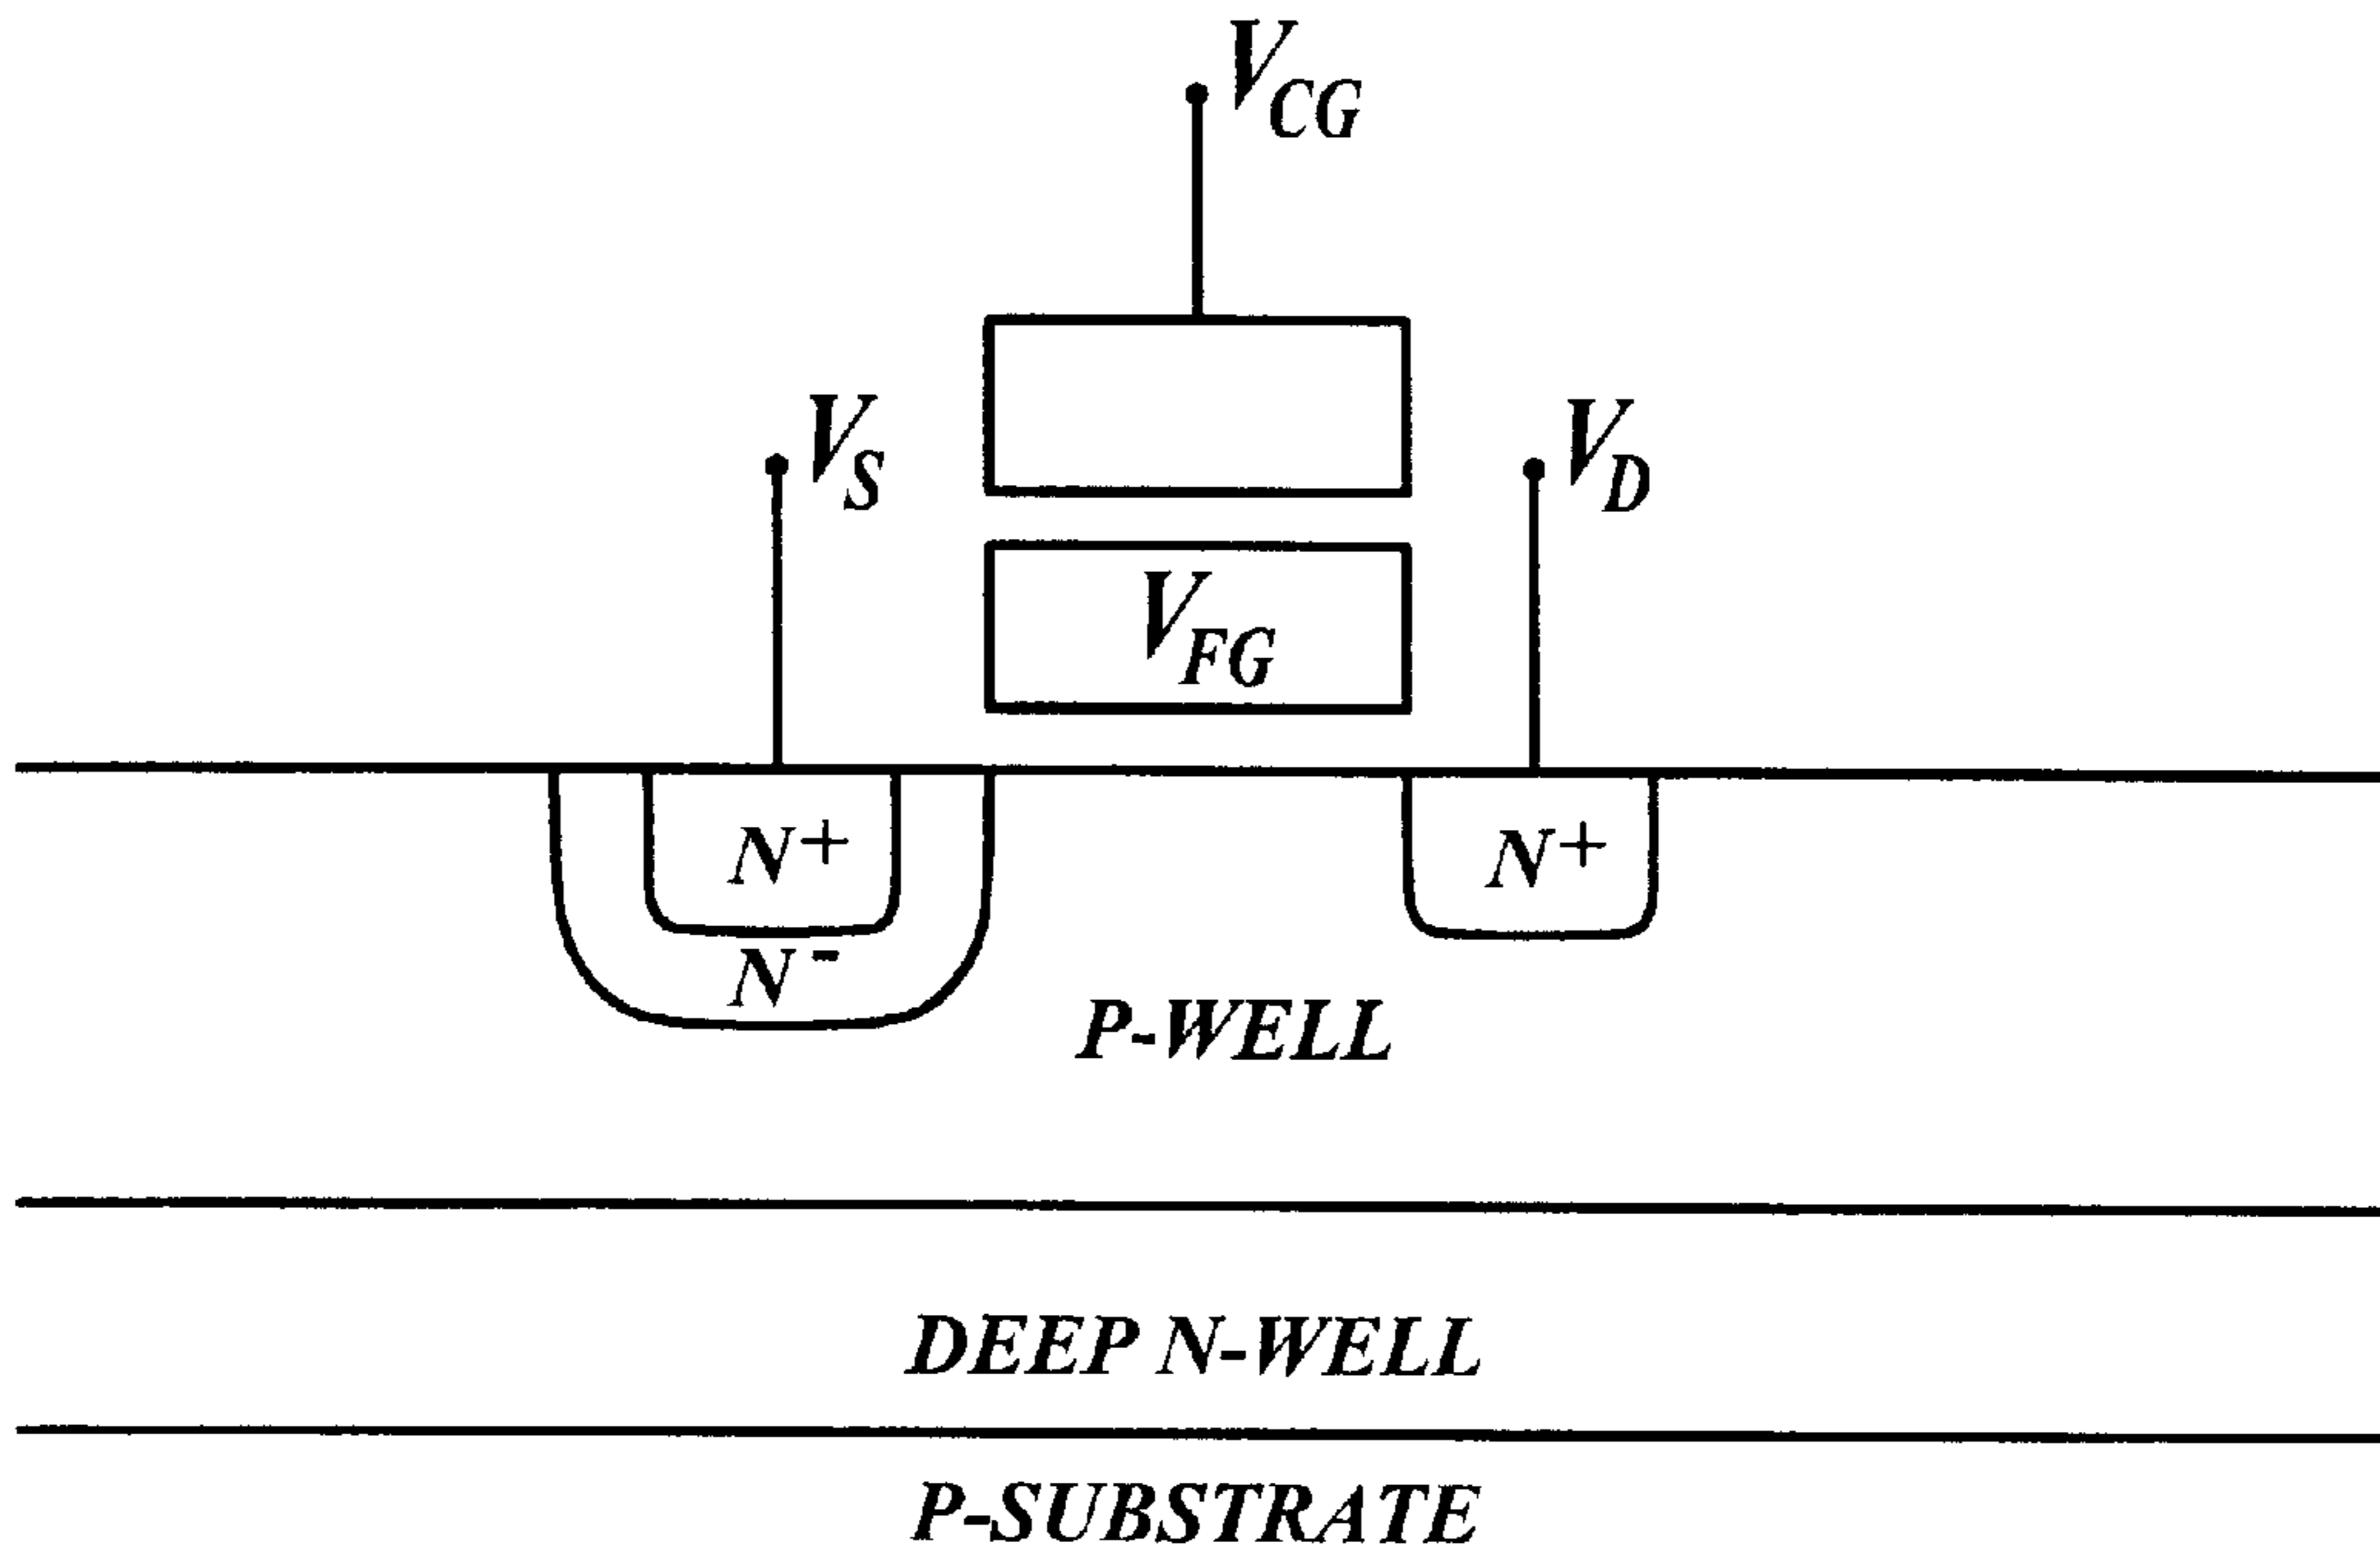 V_CG
V_S
V_D
V_FG
N+
N+
N-
P-WELL
DEEP N-WELL
P-SUBSTRATE